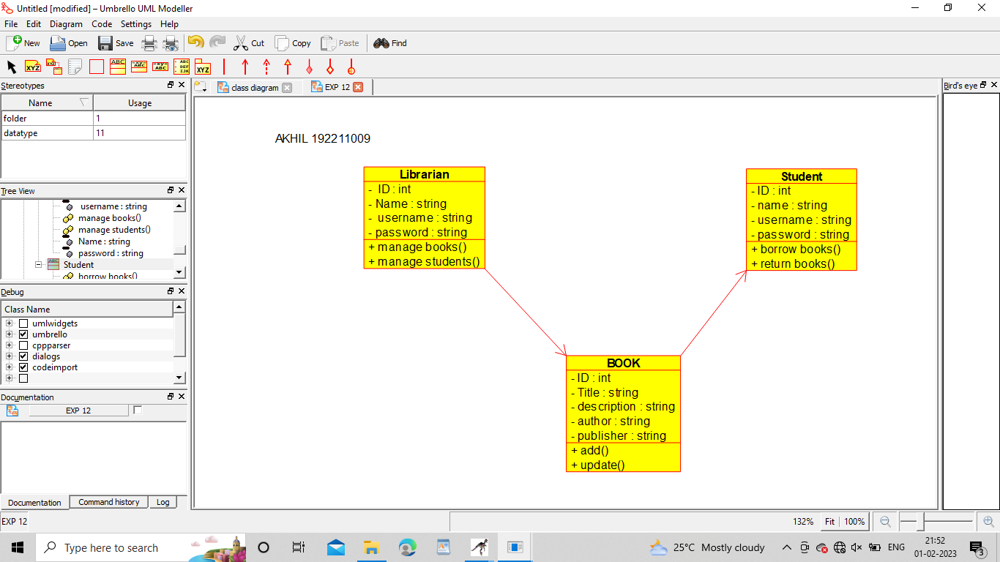 Untitled [modified] – Umbrello UML Modeller
File Edit Diagram Code Settings Help
New Open Save Cut Copy Paste Find
XYZ XYZ ABC -xy= ABC -xy= ABC ABC DEF IJK XYZ
Stereotypes
Name Usage
folder 1
datatype 11
Tree View
username : string
manage books()
manage students()
Name : string
password : string
Student
borrow books()
Debug
Class Name
umlwidgets
umbrello
cppparser
dialogs
codeimport
Documentation
EXP 12
Documentation Command history Log
class diagram EXP 12
AKHIL 192211009
Librarian
- ID : int
- Name : string
- username : string
- password : string
+ manage books()
+ manage students()
Student
- ID : int
- name : string
- username : string
- password : string
+ borrow books()
+ return books()
BOOK
- ID : int
- Title : string
- description : string
- author : string
- publisher : string
+ add()
+ update()
Bird's eye
EXP 12 132% Fit 100%
Type here to search 25°C Mostly cloudy ENG 21:52
01-02-2023 3